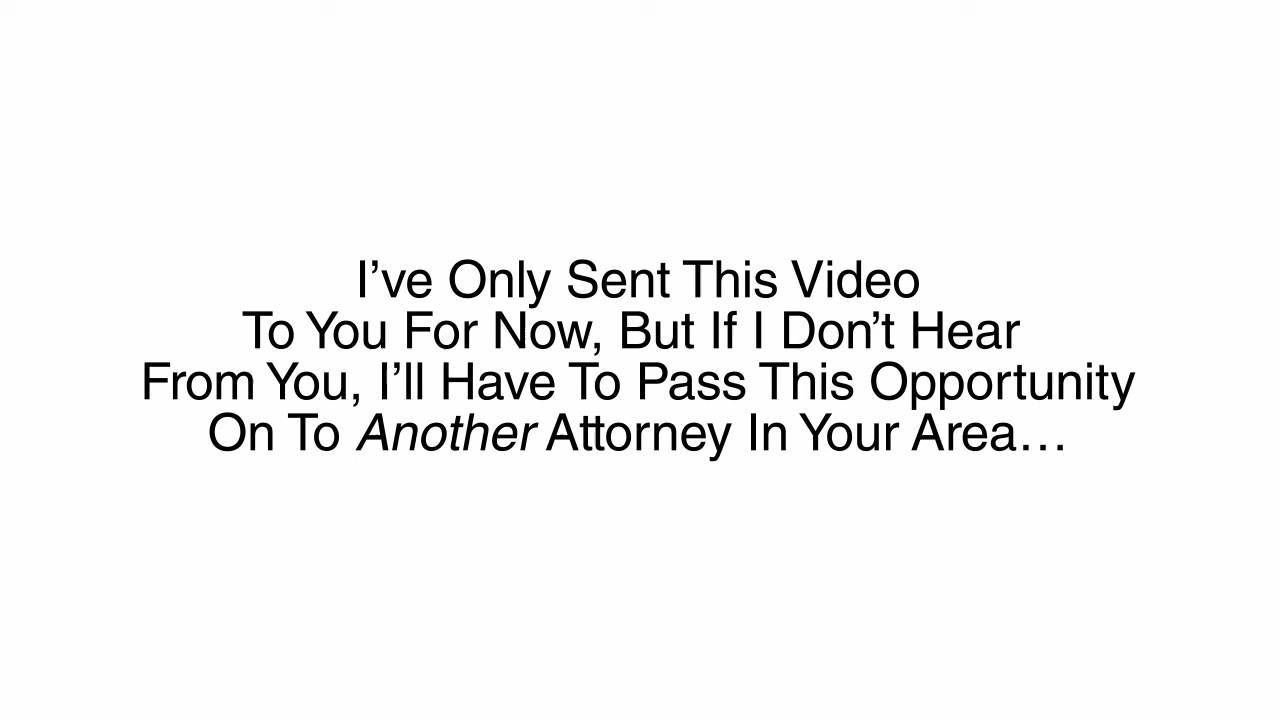 I’ve Only Sent This Video
To You For Now, But If I Don’t Hear
From You, I’ll Have To Pass This Opportunity
On To Another Attorney In Your Area…